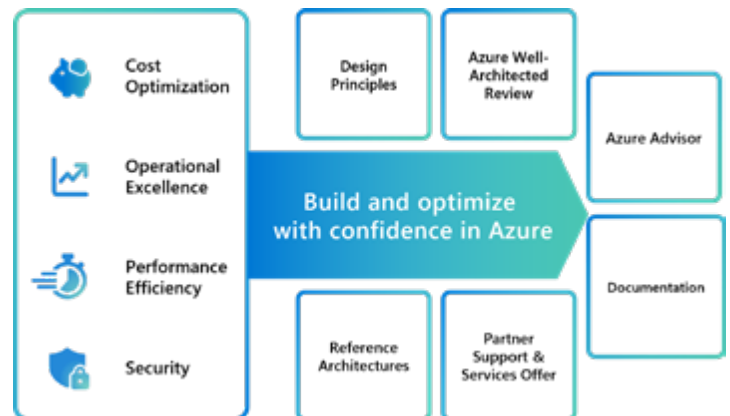 Cost
Optimization
Operational
Excellence
Performance
Efficiency
Security
Design
Principles
Azure Well-
Architected
Review
Azure Advisor
Build and optimize
with confidence in Azure
Documentation
Reference
Architectures
Partner
Support &
Services Offer